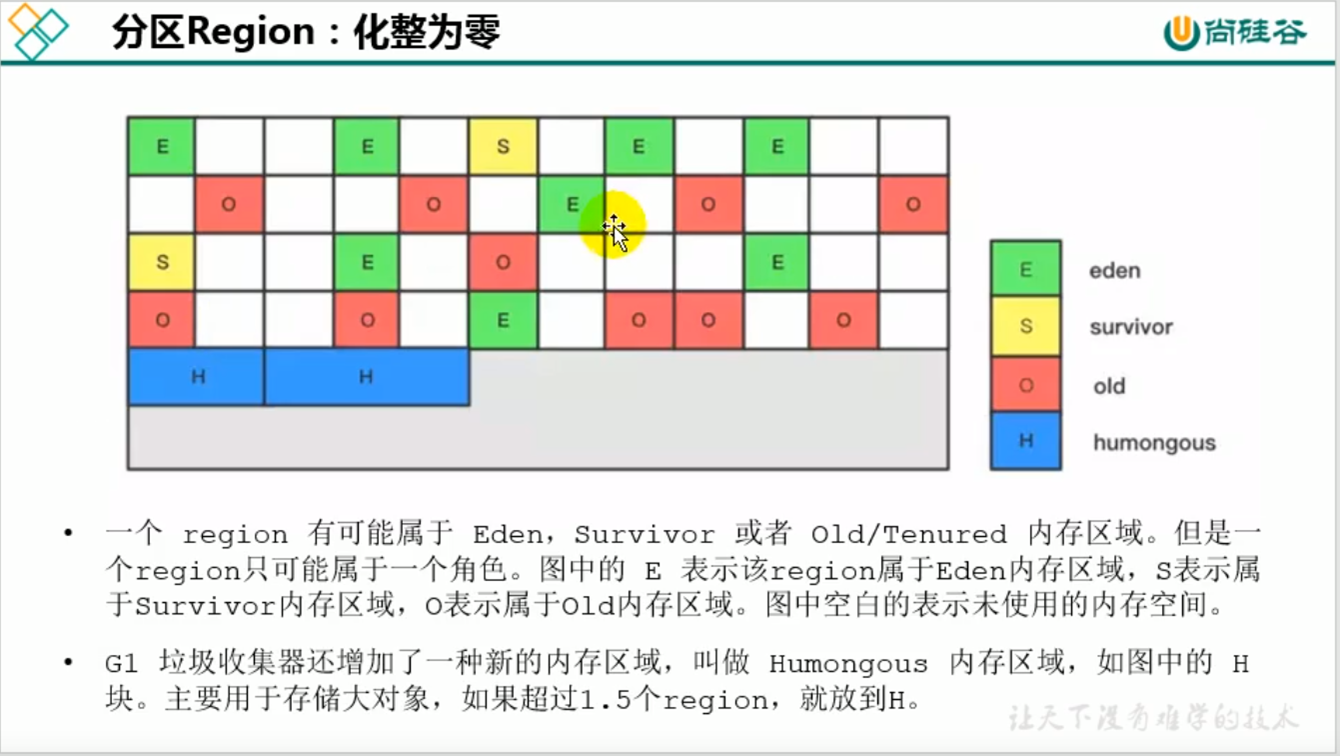 分区Region：化整为零
尚硅谷
E E S E E
O O E O O
S E O E
O O E O O O
H H
E eden
S survivor
O old
H humongous
• 一个 region 有可能属于 Eden，Survivor 或者 Old/Tenured 内存区域。但是一
个region只可能属于一个角色。图中的 E 表示该region属于Eden内存区域，S表示属
于Survivor内存区域，O表示属于Old内存区域。图中空白的表示未使用的内存空间。
• G1 垃圾收集器还增加了一种新的内存区域，叫做 Humongous 内存区域，如图中的 H
块。主要用于存储大对象，如果超过1.5个region，就放到H。
让天下没有难学的技术